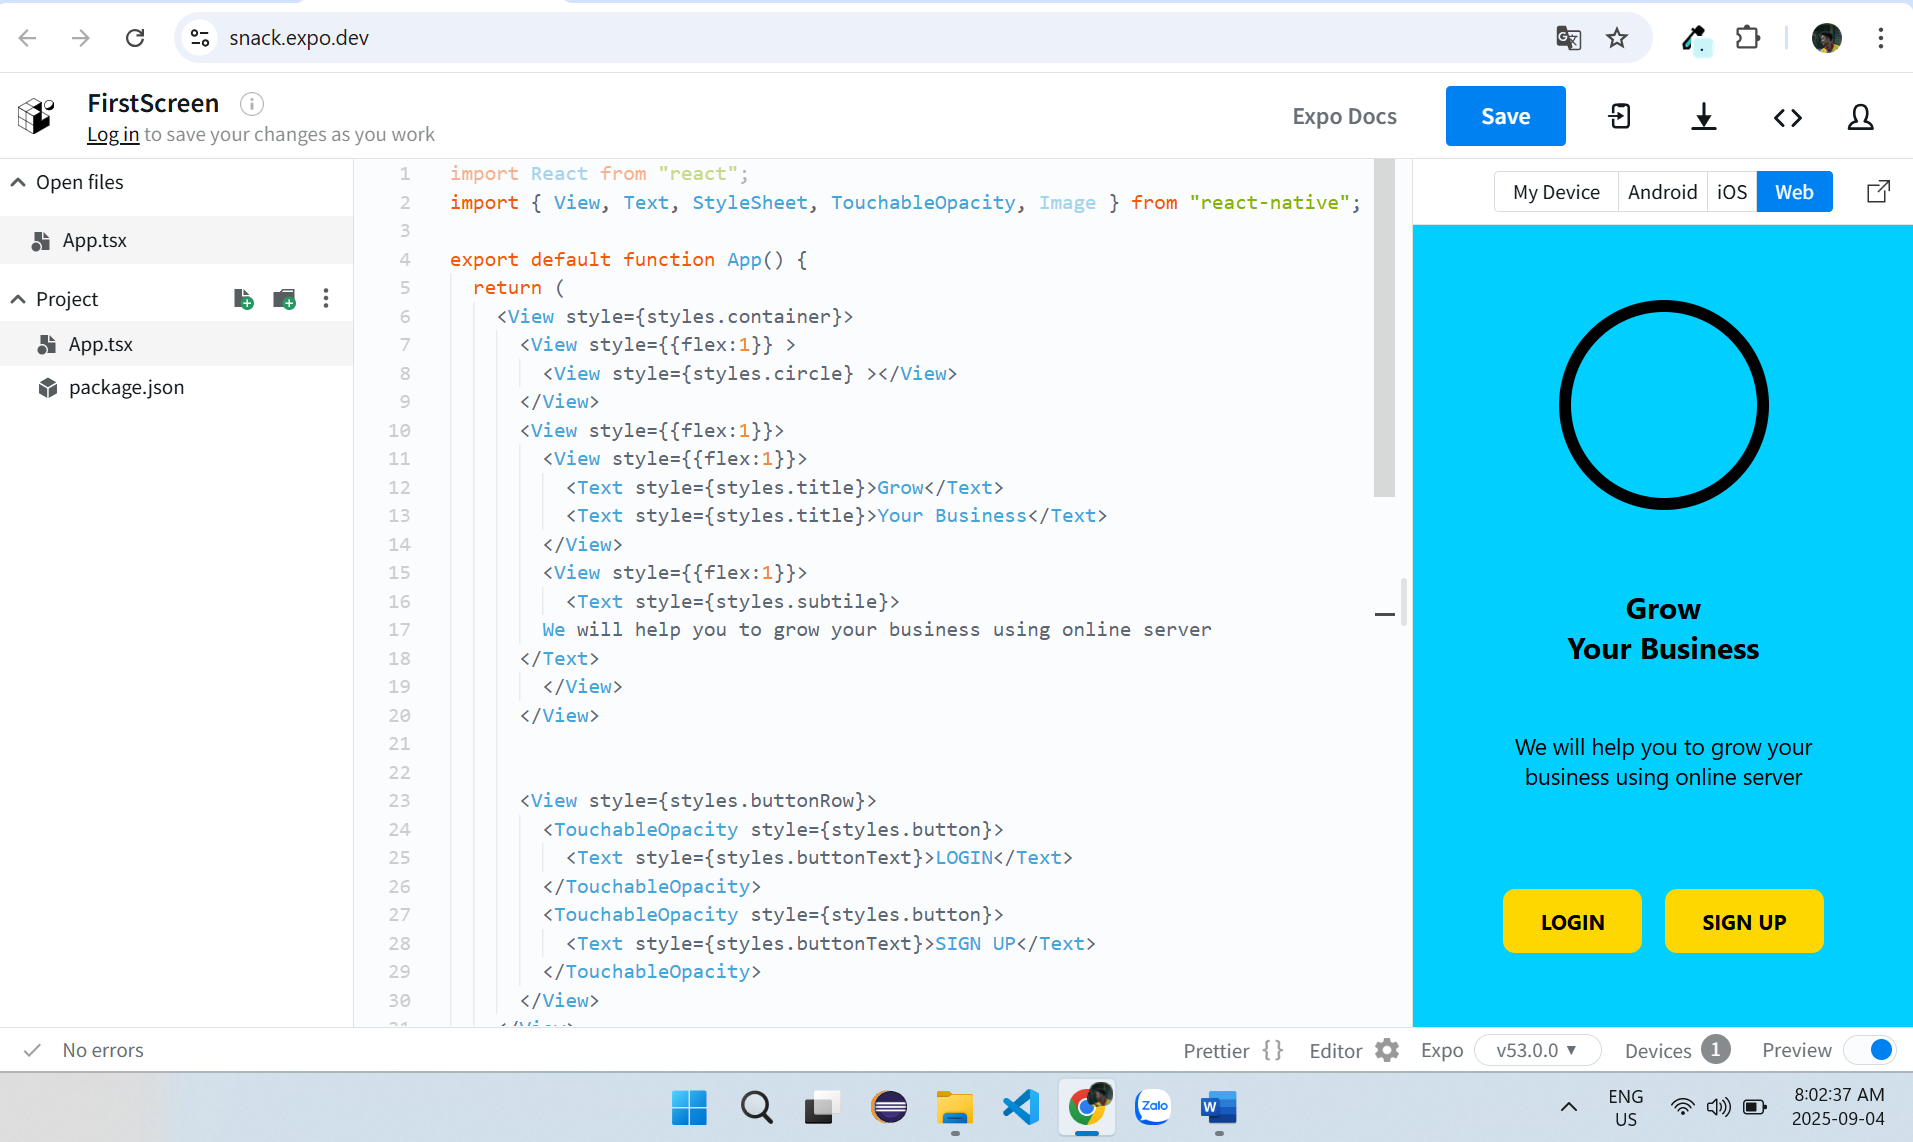 snack.expo.dev
FirstScreen
Log in to save your changes as you work
Expo Docs
Save
Open files
App.tsx
Project
App.tsx
package.json
1 import React from "react";
2 import { View, Text, StyleSheet, TouchableOpacity, Image } from "react-native";
3
4 export default function App() {
5 return (
6 <View style={styles.container}>
7 <View style={{flex:1}} >
8 <View style={styles.circle} ></View>
9 </View>
10 <View style={{flex:1}}>
11 <View style={{flex:1}}>
12 <Text style={styles.title}>Grow</Text>
13 <Text style={styles.title}>Your Business</Text>
14 </View>
15 <View style={{flex:1}}>
16 <Text style={styles.subtile}>
17 We will help you to grow your business using online server
18 </Text>
19 </View>
20 </View>
21
22
23 <View style={styles.buttonRow}>
24 <TouchableOpacity style={styles.button}>
25 <Text style={styles.buttonText}>LOGIN</Text>
26 </TouchableOpacity>
27 <TouchableOpacity style={styles.button}>
28 <Text style={styles.buttonText}>SIGN UP</Text>
29 </TouchableOpacity>
30 </View>
My Device Android iOS Web
Grow
Your Business
We will help you to grow your
business using online server
LOGIN SIGN UP
No errors
Prettier {} Editor Expo v53.0.0 Devices 1 Preview
Zalo
W
ENG
US
8:02:37 AM
2025-09-04